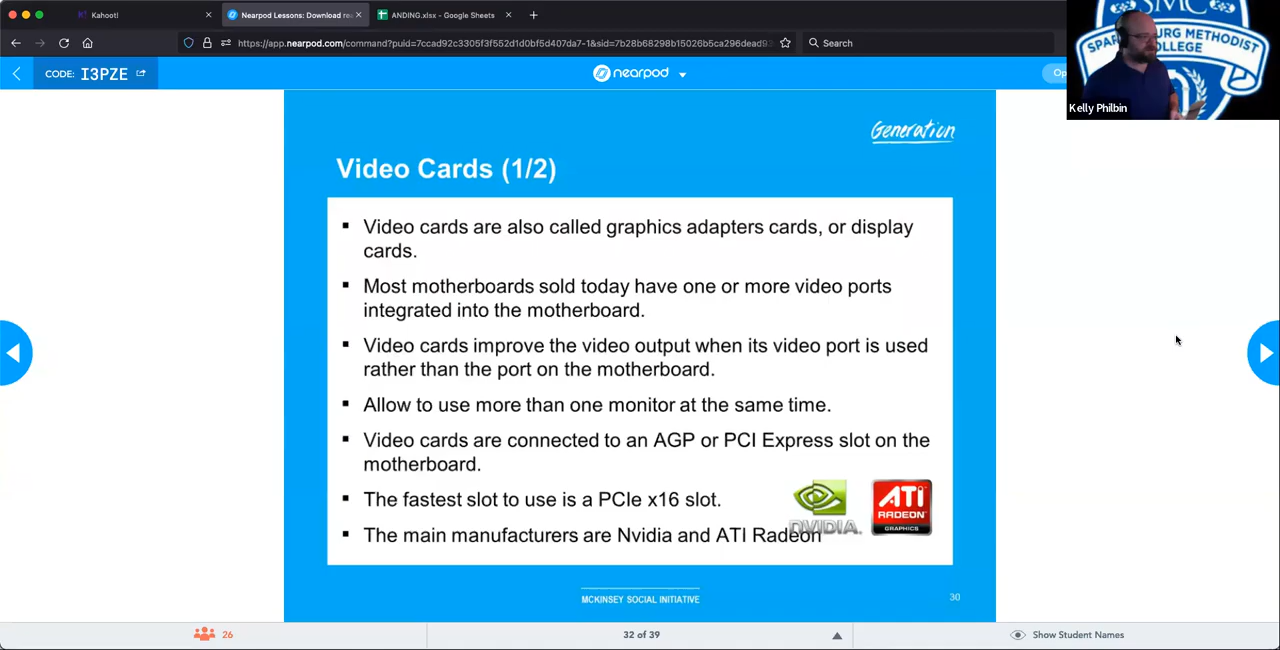 Kahoot!
Nearpod Lessons: Download re
ANDING.xlsx - Google Sheets
https://app.nearpod.com/command?puid=7ccad92c3305f3f552d1d0bf5d407da7-1&sid=7b28b68298b15026b5ca296dead93
Search
SMC
SPARTANBURG METHODIST
COLLEGE
CODE: I3PZE
nearpod
Op
Kelly Philbin
Generation
Video Cards (1/2)
▪ Video cards are also called graphics adapters cards, or display
cards.
▪ Most motherboards sold today have one or more video ports
integrated into the motherboard.
▪ Video cards improve the video output when its video port is used
rather than the port on the motherboard.
▪ Allow to use more than one monitor at the same time.
▪ Video cards are connected to an AGP or PCI Express slot on the
motherboard.
▪ The fastest slot to use is a PCIe x16 slot.
▪ The main manufacturers are Nvidia and ATI Radeon
NVIDIA.
ATI
RADEON
GRAPHICS
MCKINSEY SOCIAL INITIATIVE
30
26
32 of 39
Show Student Names